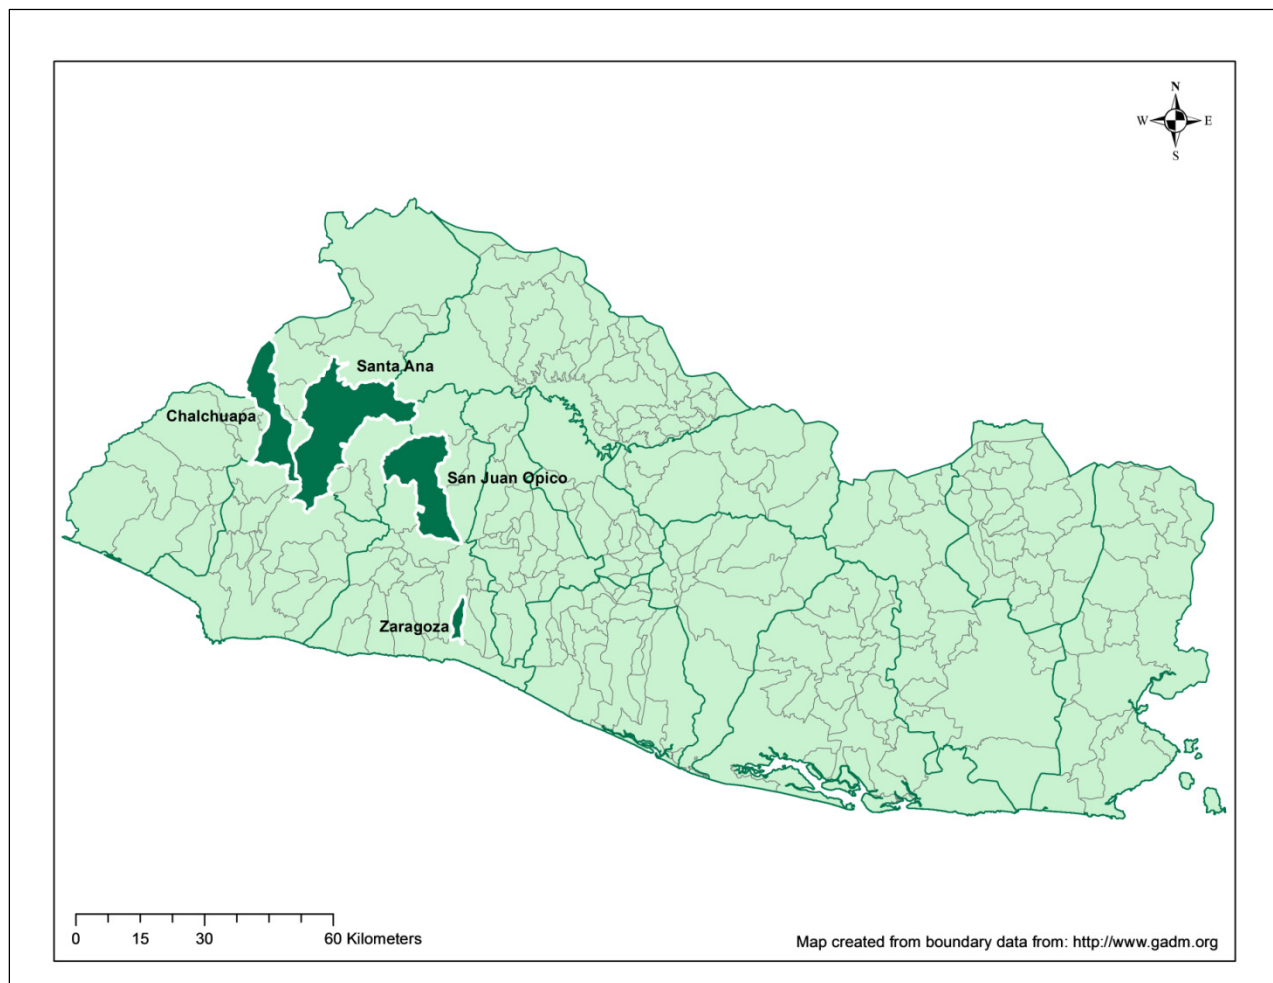 N
W E
S
Santa Ana
Chalchuapa
San Juan Opico
Zaragoza
0 15 30 60 Kilometers
Map created from boundary data from: http://www.gadm.org